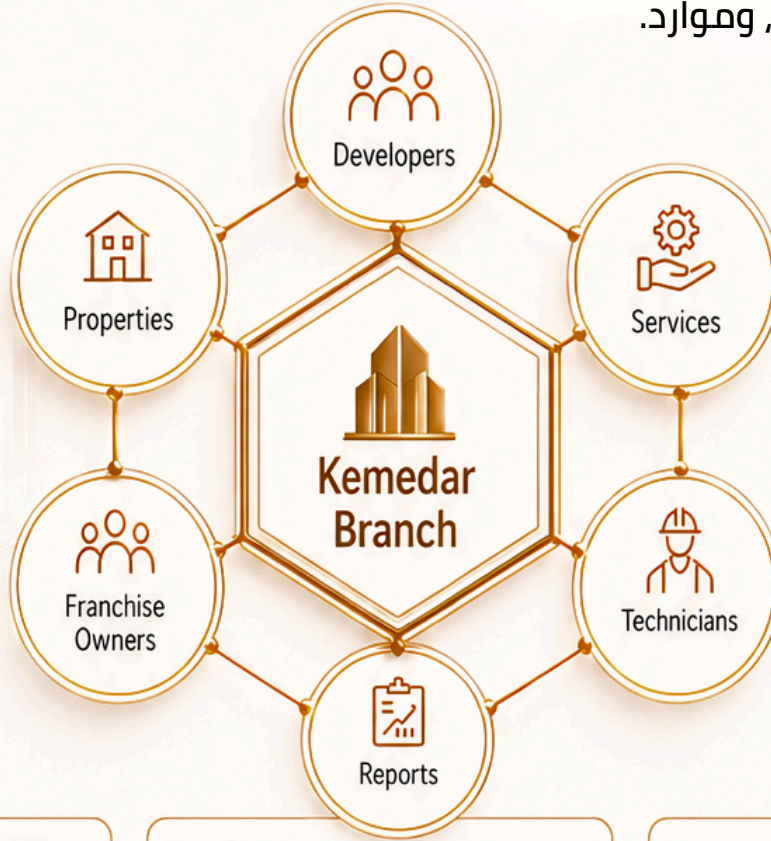 , وموارد.
Developers
Properties
Services
Kemedar
Branch
Franchise
Owners
Technicians
Reports